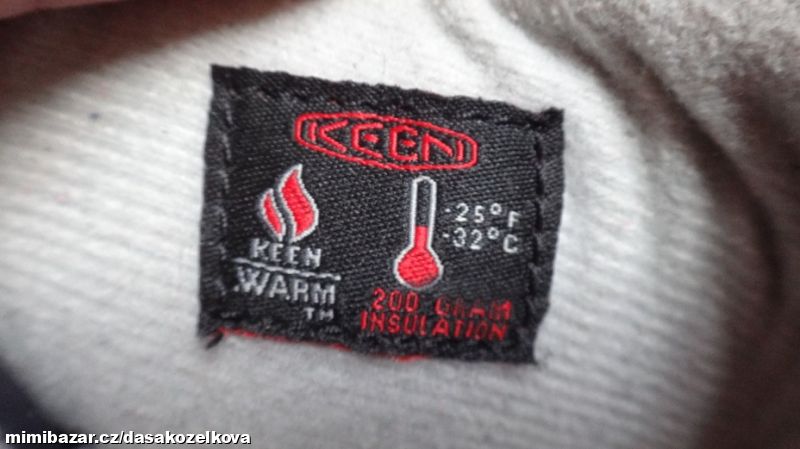 KEEN
KEEN
WARM
TM
-25°F
-32°C
200 GRAM
INSULATION
mimibazar.cz/dasakozelkova